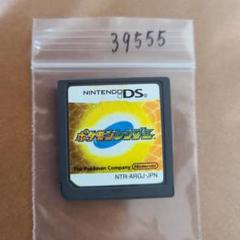 39555
NINTENDO DS
ポケモンレンジャー
The Pokémon Company Nintendo
NTR-ARGJ-JPN